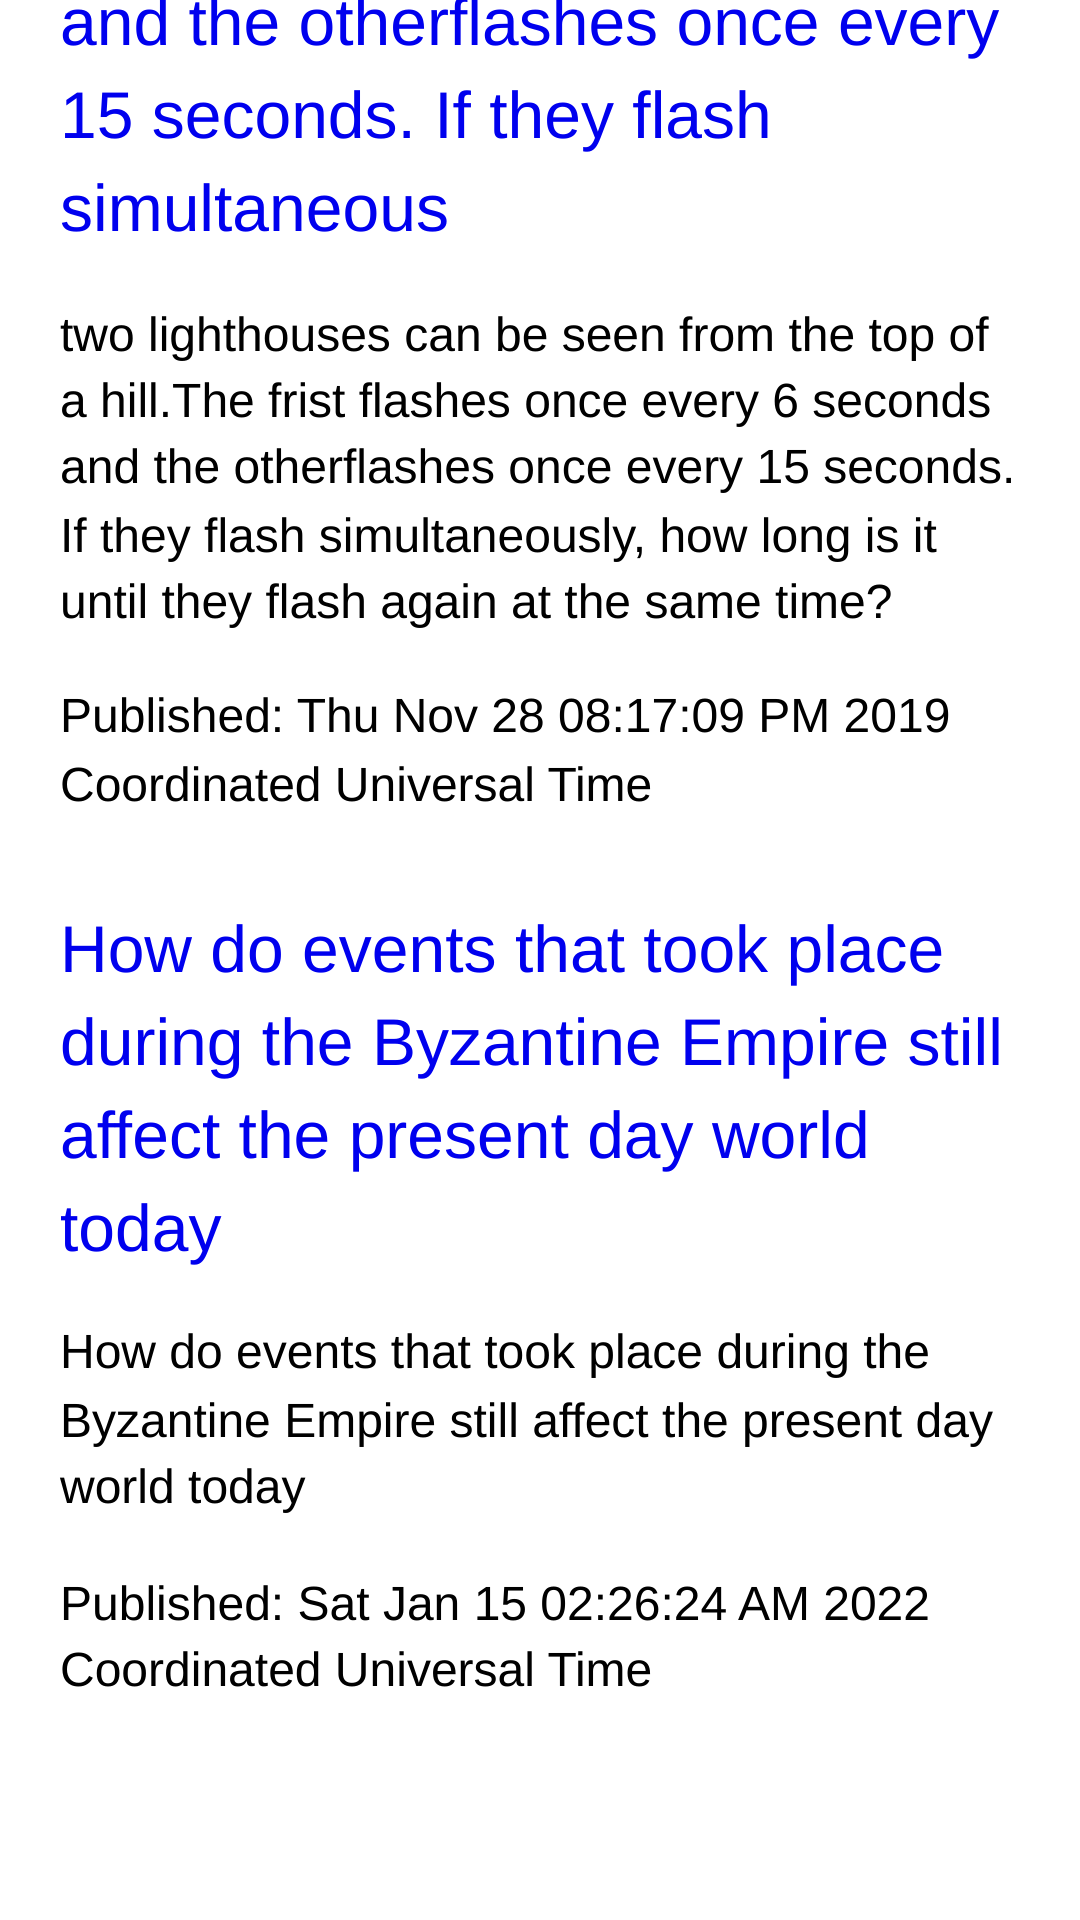 and the otherflashes once every
15 seconds. If they flash
simultaneous
two lighthouses can be seen from the top of
a hill.The frist flashes once every 6 seconds
and the otherflashes once every 15 seconds.
If they flash simultaneously, how long is it
until they flash again at the same time?
Published: Thu Nov 28 08:17:09 PM 2019
Coordinated Universal Time
How do events that took place
during the Byzantine Empire still
affect the present day world
today
How do events that took place during the
Byzantine Empire still affect the present day
world today
Published: Sat Jan 15 02:26:24 AM 2022
Coordinated Universal Time